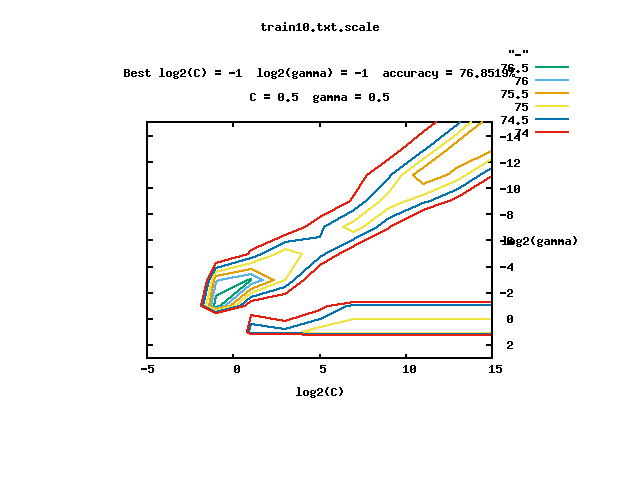 train10.txt.scale
"-"
Best log2(C) = -1 log2(gamma) = -1 accuracy = 76.8519%
76.5
76
75.5
75
74.5
74
C = 0.5 gamma = 0.5
-14
-12
-10
-8
-6
log2(gamma)
-4
-2
0
2
-5 0 5 10 15
log2(C)